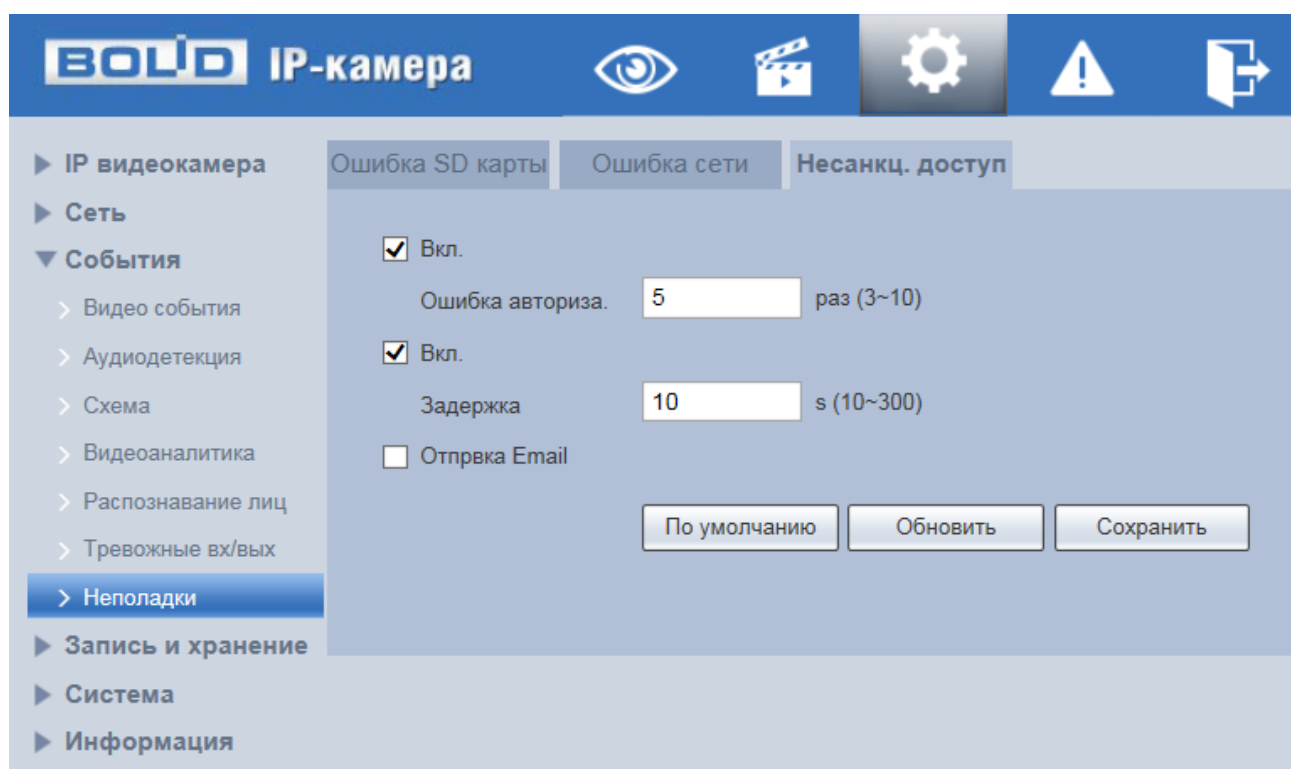 BOLID IP-камера
IP видеокамера
Сеть
События
Видео события
Аудиодетекция
Схема
Видеоаналитика
Распознавание лиц
Тревожные вх/вых
Неполадки
Запись и хранение
Система
Информация
Ошибка SD карты Ошибка сети Несанкц. доступ
Вкл.
Ошибка авториза. 5 раз (3~10)
Вкл.
Задержка 10 s (10~300)
Отпрвка Email
По умолчанию Обновить Сохранить